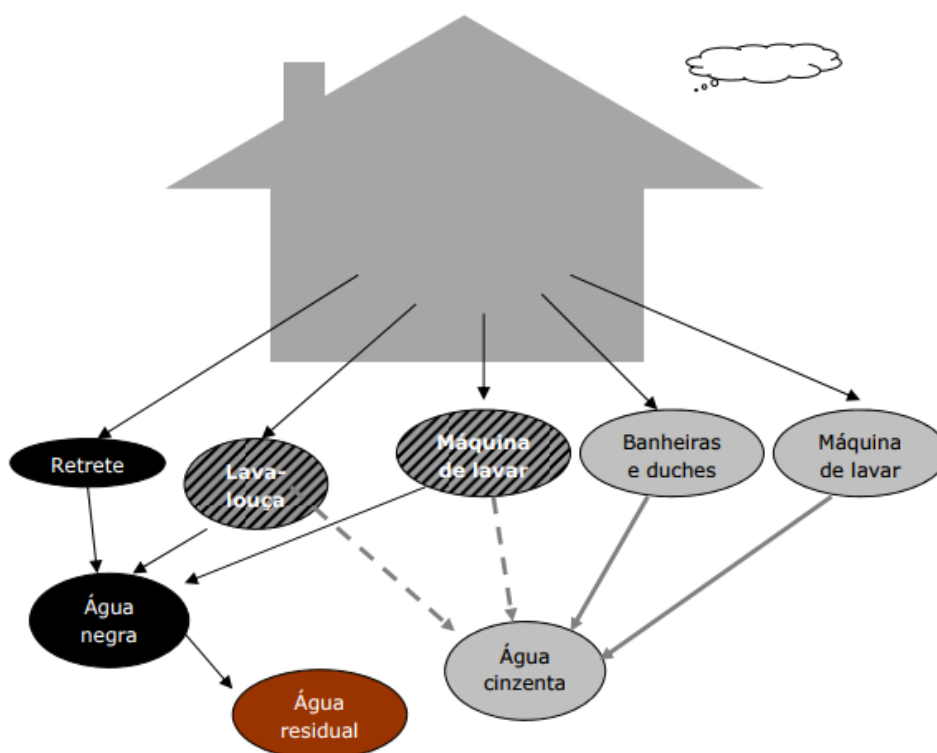 Retrete
Lava-
louça
Máquina
de lavar
Banheiras
e duches
Máquina
de lavar
Água
negra
Água
cinzenta
Água
residual